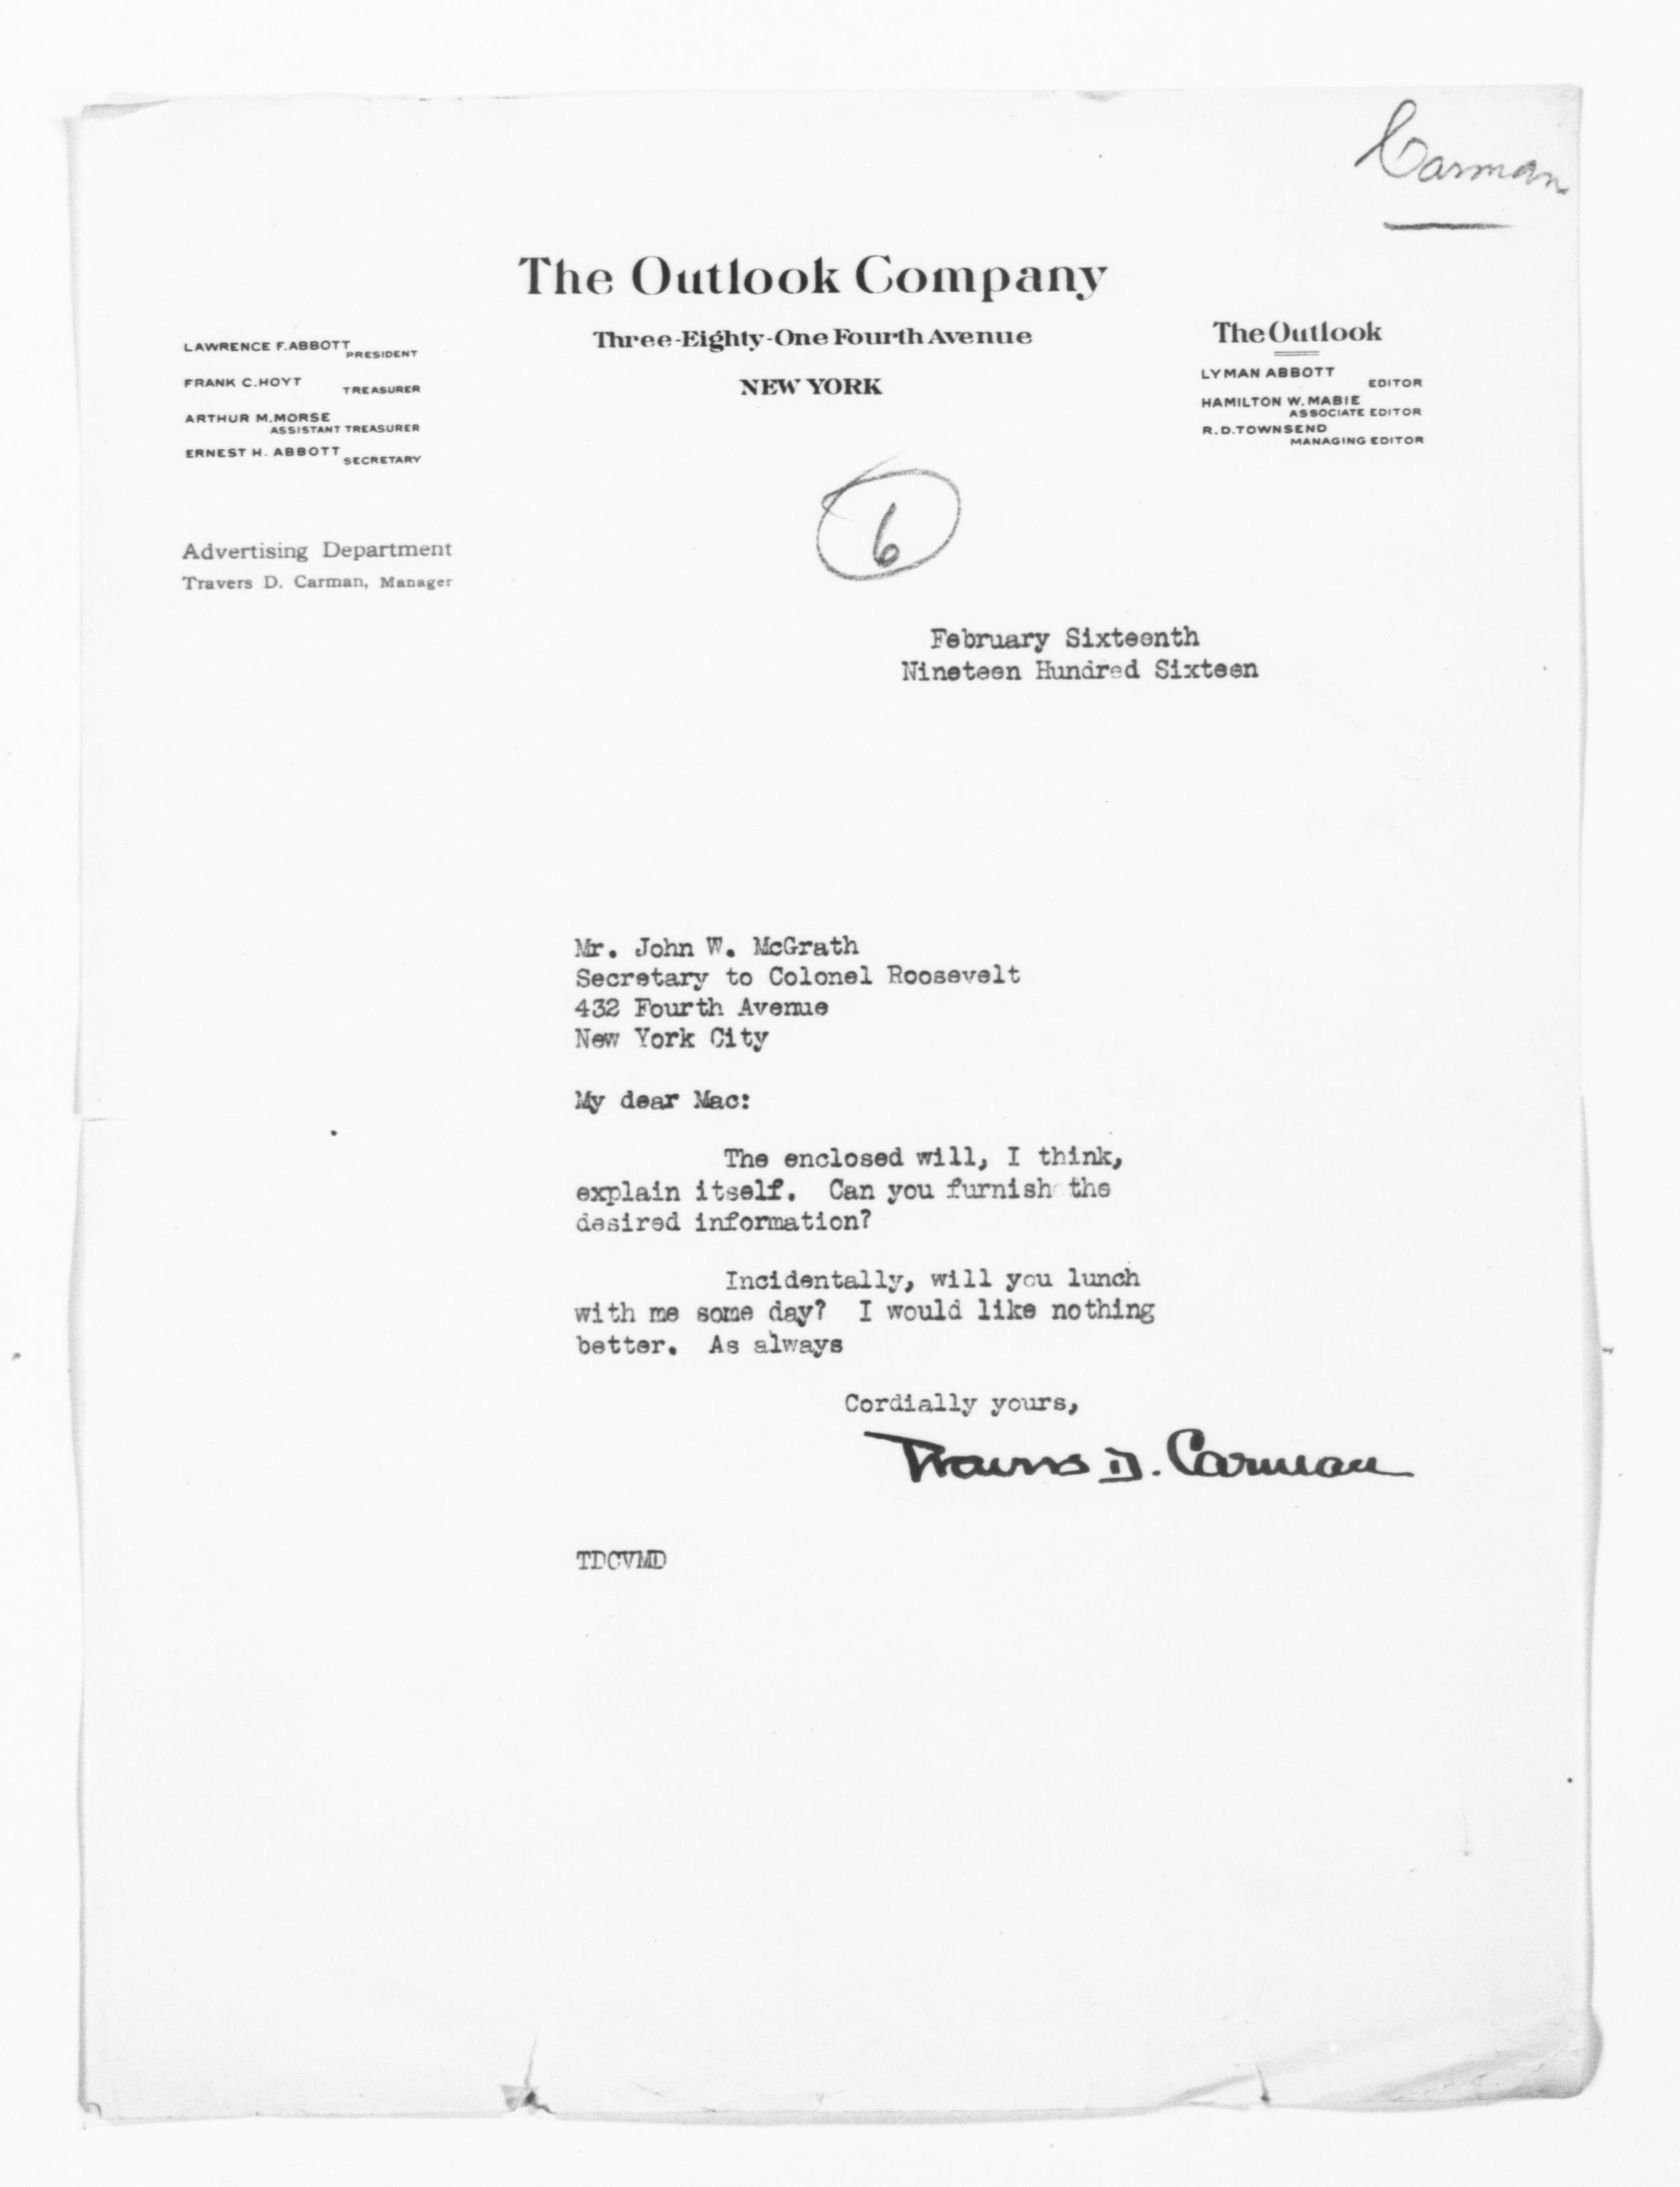 Carman
The Outlook Company
Three-Eighty-One Fourth Avenue
NEW YORK
LAWRENCE F. ABBOTT
PRESIDENT
FRANK C. HOYT
TREASURER
ARTHUR M. MORSE
ASSISTANT TREASURER
ERNEST H. ABBOTT
SECRETARY
The Outlook
LYMAN ABBOTT
EDITOR
HAMILTON W. MABIE
ASSOCIATE EDITOR
R. D. TOWNSEND
MANAGING EDITOR
Advertising Department
Travers D. Carman, Manager
6
February Sixteenth
Nineteen Hundred Sixteen
Mr. John W. McGrath
Secretary to Colonel Roosevelt
432 Fourth Avenue
New York City
My dear Mac:
The enclosed will, I think,
explain itself. Can you furnish the
desired information?
Incidentally, will you lunch
with me some day? I would like nothing
better. As always
Cordially yours,
Travers D. Carman
TDCVMD